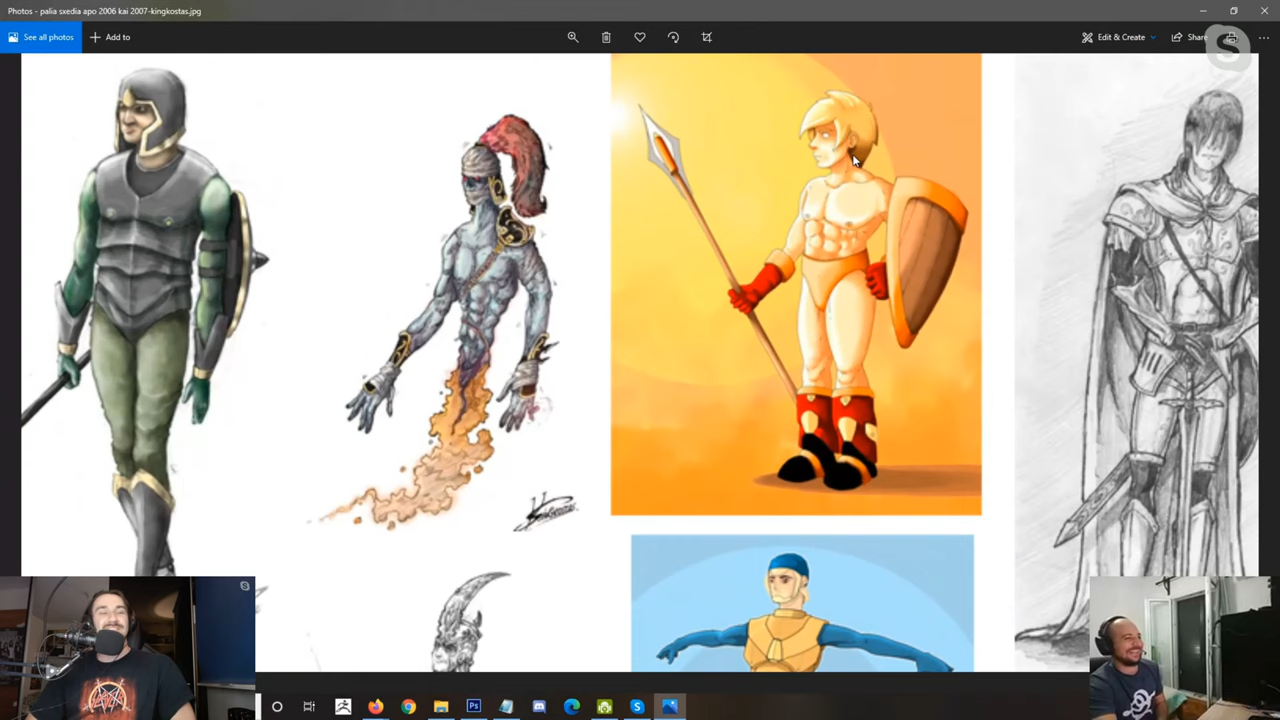 Photos - palia sxedia apo 2006 kai 2007-kingkostas.jpg
See all photos
Add to
Edit & Create
Share